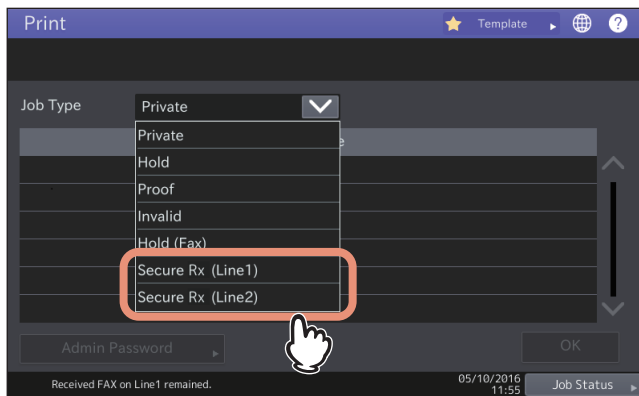 Print
Template
?
Job Type
Private
Private
Hold
Proof
Invalid
Hold (Fax)
Secure Rx (Line1)
Secure Rx (Line2)
Admin Password
OK
Received FAX on Line1 remained.
05/10/2016
11:55
Job Status